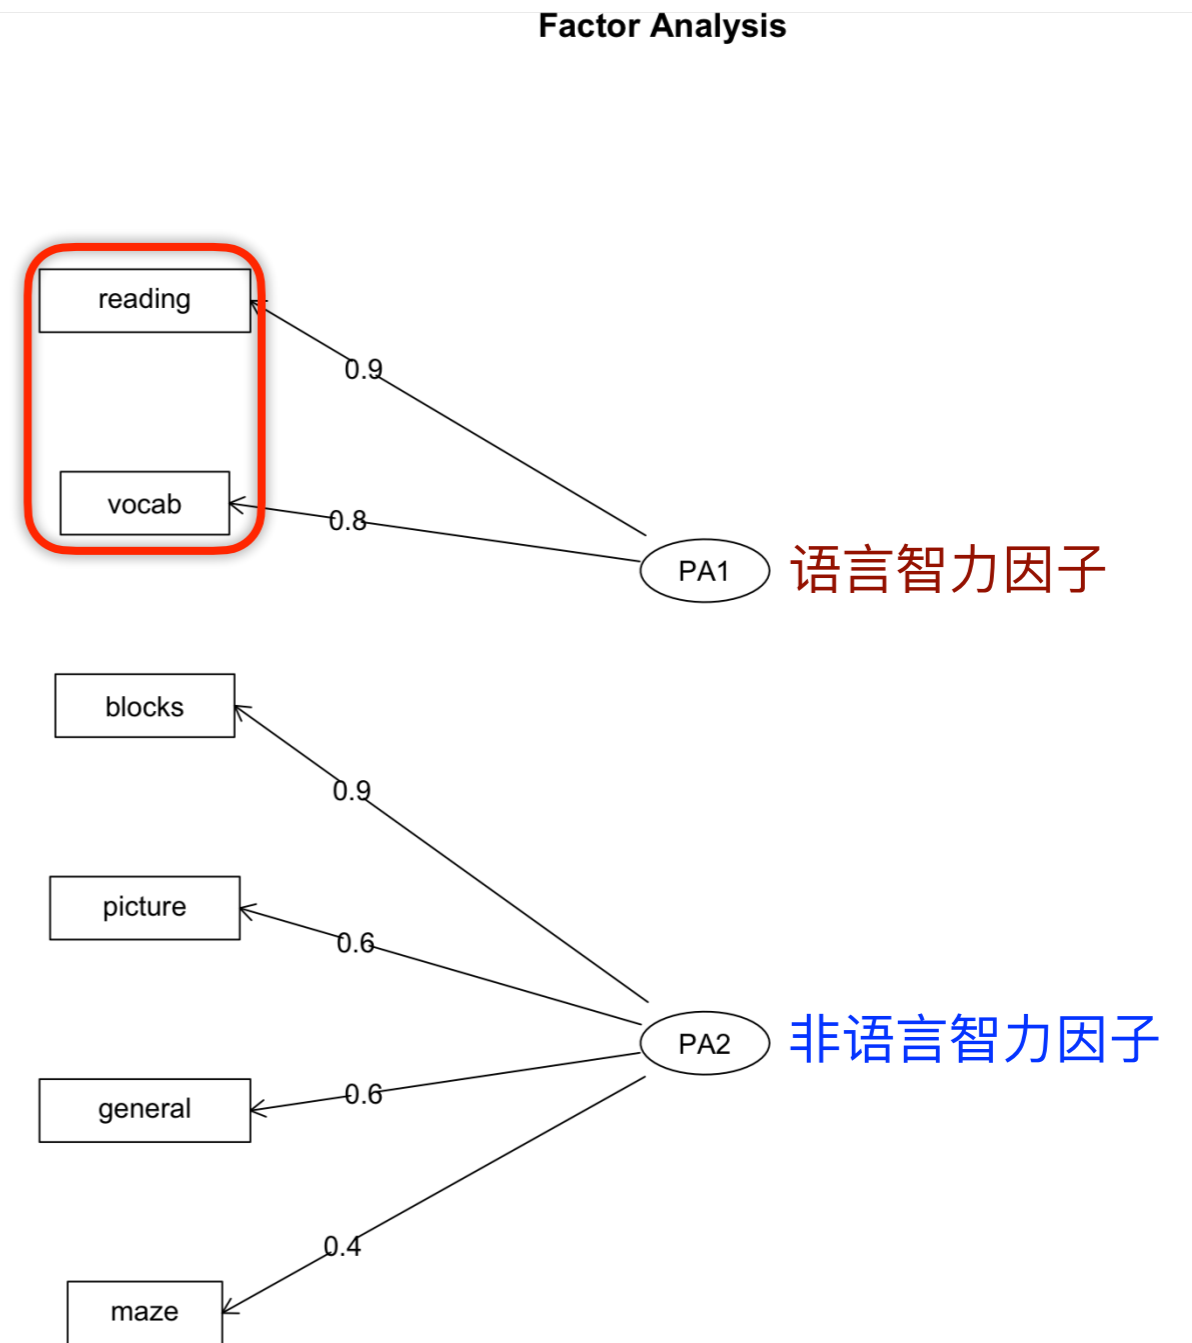 Factor Analysis
reading
0.9
vocab
0.8
PA1 语言智力因子
blocks
0.9
picture
0.6
PA2 非语言智力因子
general
0.6
0.4
maze